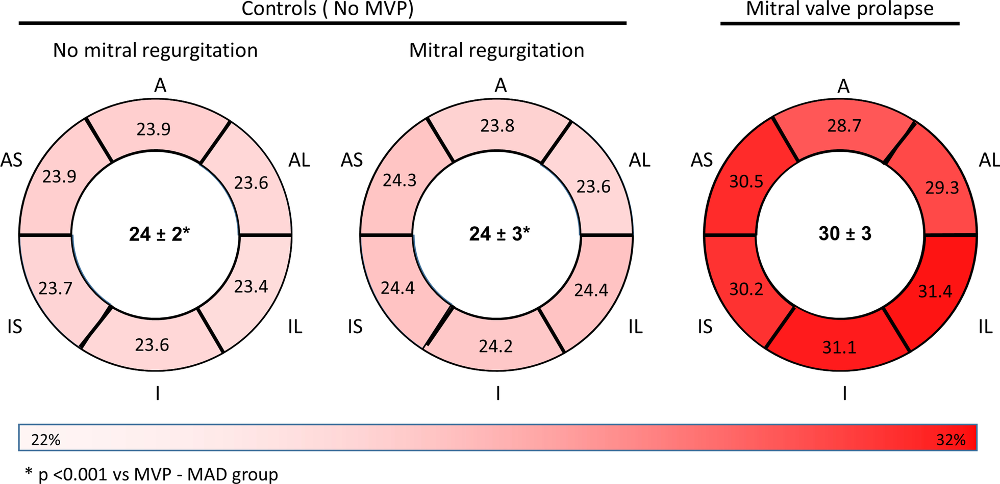 Controls ( No MVP)
Mitral valve prolapse
No mitral regurgitation
Mitral regurgitation
A
AS
AL
23.9
23.9
23.6
24 ± 2*
23.7
23.4
23.6
IS
IL
I
A
AS
AL
23.8
24.3
23.6
24 ± 3*
24.4
24.4
24.2
IS
IL
I
A
AS
AL
28.7
30.5
29.3
30 ± 3
30.2
31.4
31.1
IS
IL
I
22%
32%
* p <0.001 vs MVP - MAD group